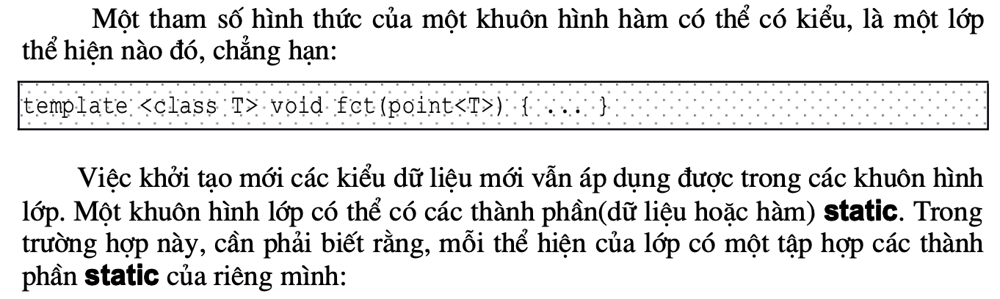 Một tham số hình thức của một khuôn hình hàm có thể có kiểu, là một lớp
thể hiện nào đó, chẳng hạn:
template <class T> void fct(point<T>) { ... }
Việc khởi tạo mới các kiểu dữ liệu mới vẫn áp dụng được trong các khuôn hình
lớp. Một khuôn hình lớp có thể có các thành phần(dữ liệu hoặc hàm) static. Trong
trường hợp này, cần phải biết rằng, mỗi thể hiện của lớp có một tập hợp các thành
phần static của riêng mình: